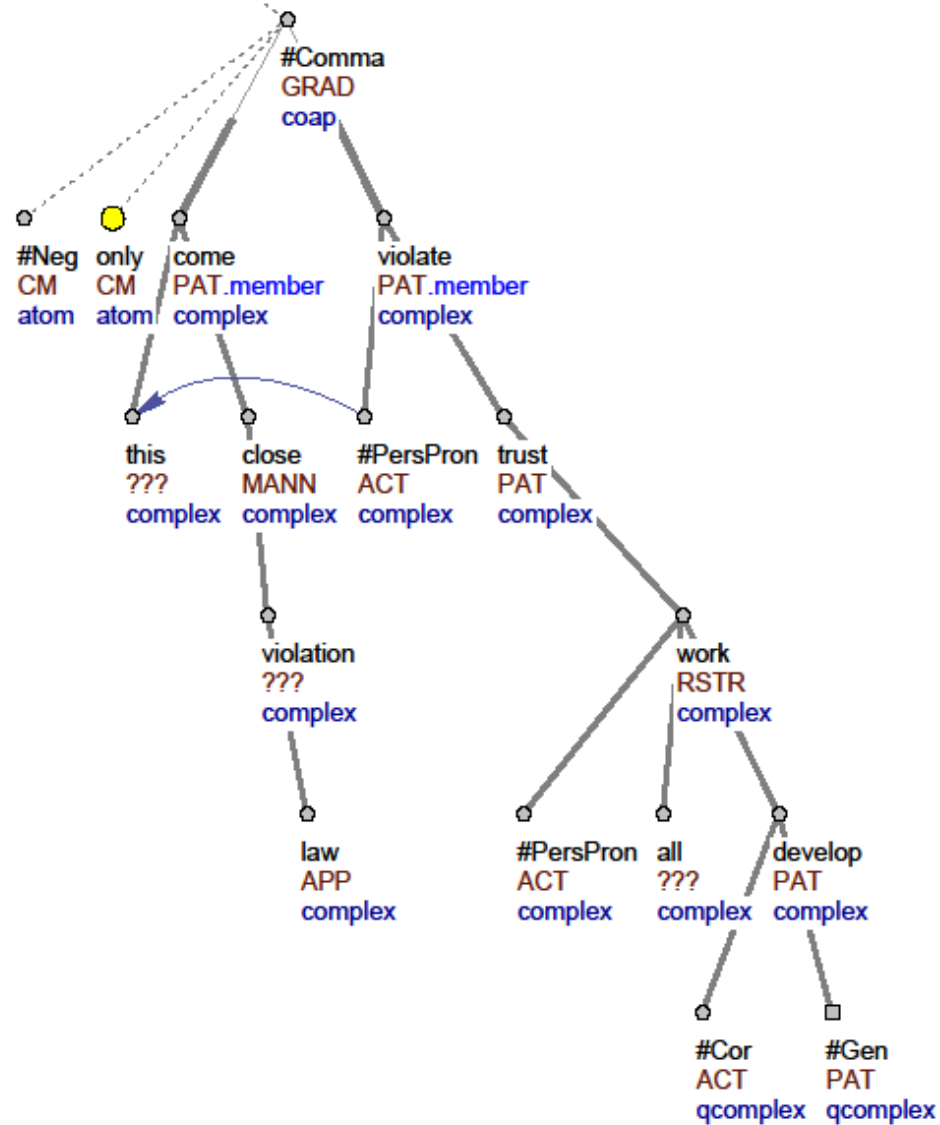 #Comma
GRAD
coap
#Neg only come violate
CM CM PAT.member PAT.member
atom atom complex complex
this close #PersPron trust
??? MANN ACT PAT
complex complex complex complex
violation work
??? RSTR
complex complex
law #PersPron all develop
APP ACT ??? PAT
complex complex complex complex
#Cor #Gen
ACT PAT
qcomplex qcomplex